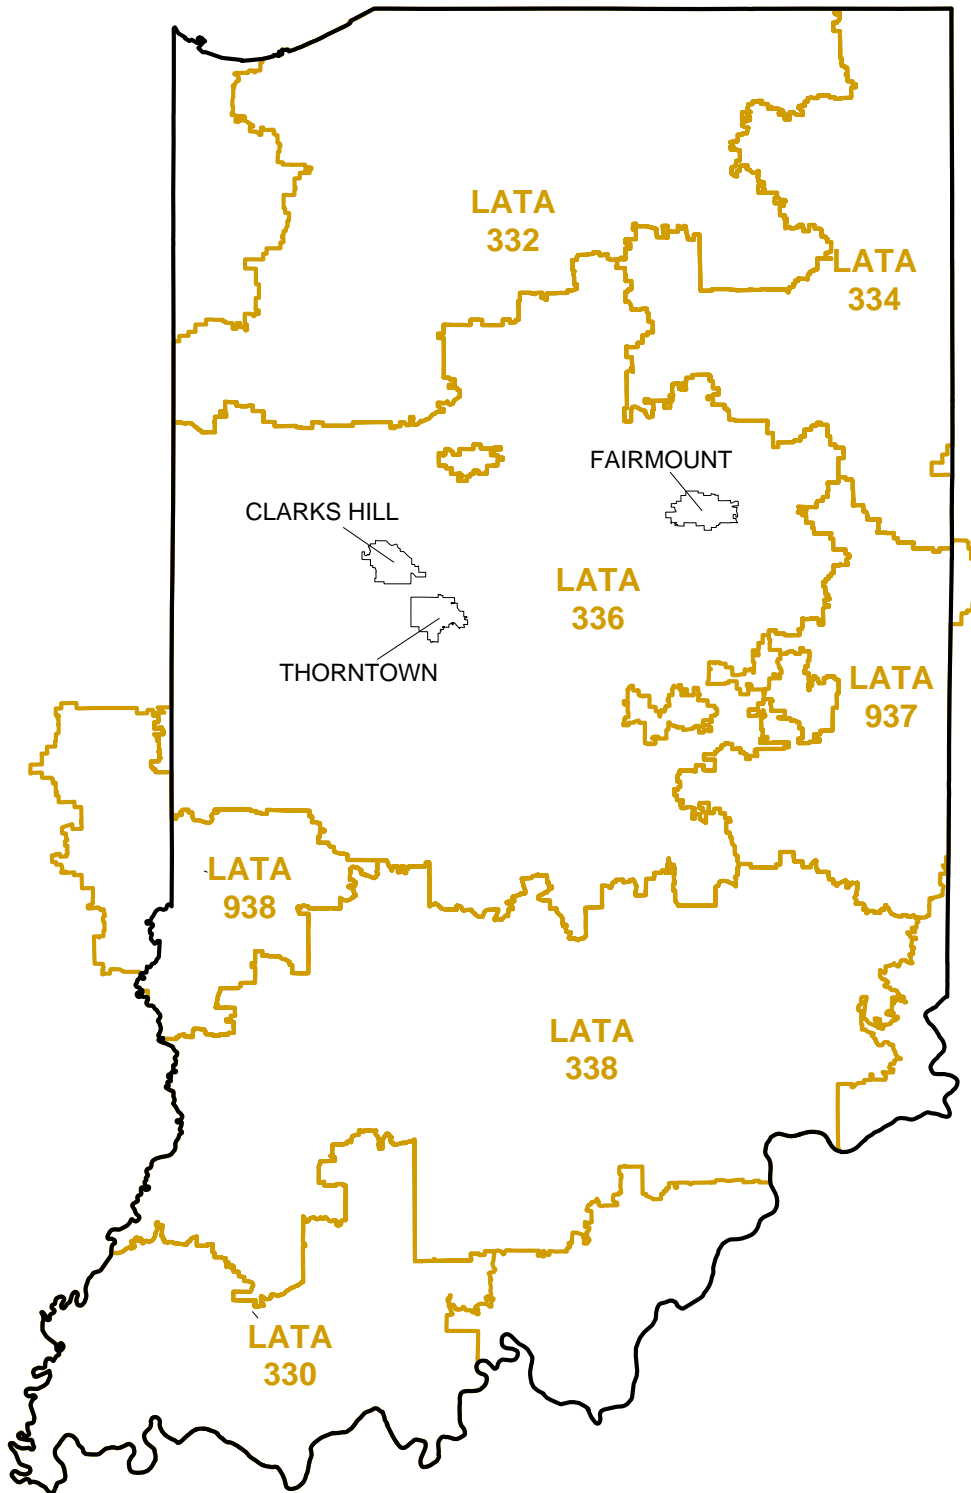 LATA
332
LATA
334
FAIRMOUNT
CLARKS HILL
LATA
336
THORNTOWN
LATA
937
LATA
938
LATA
338
LATA
330